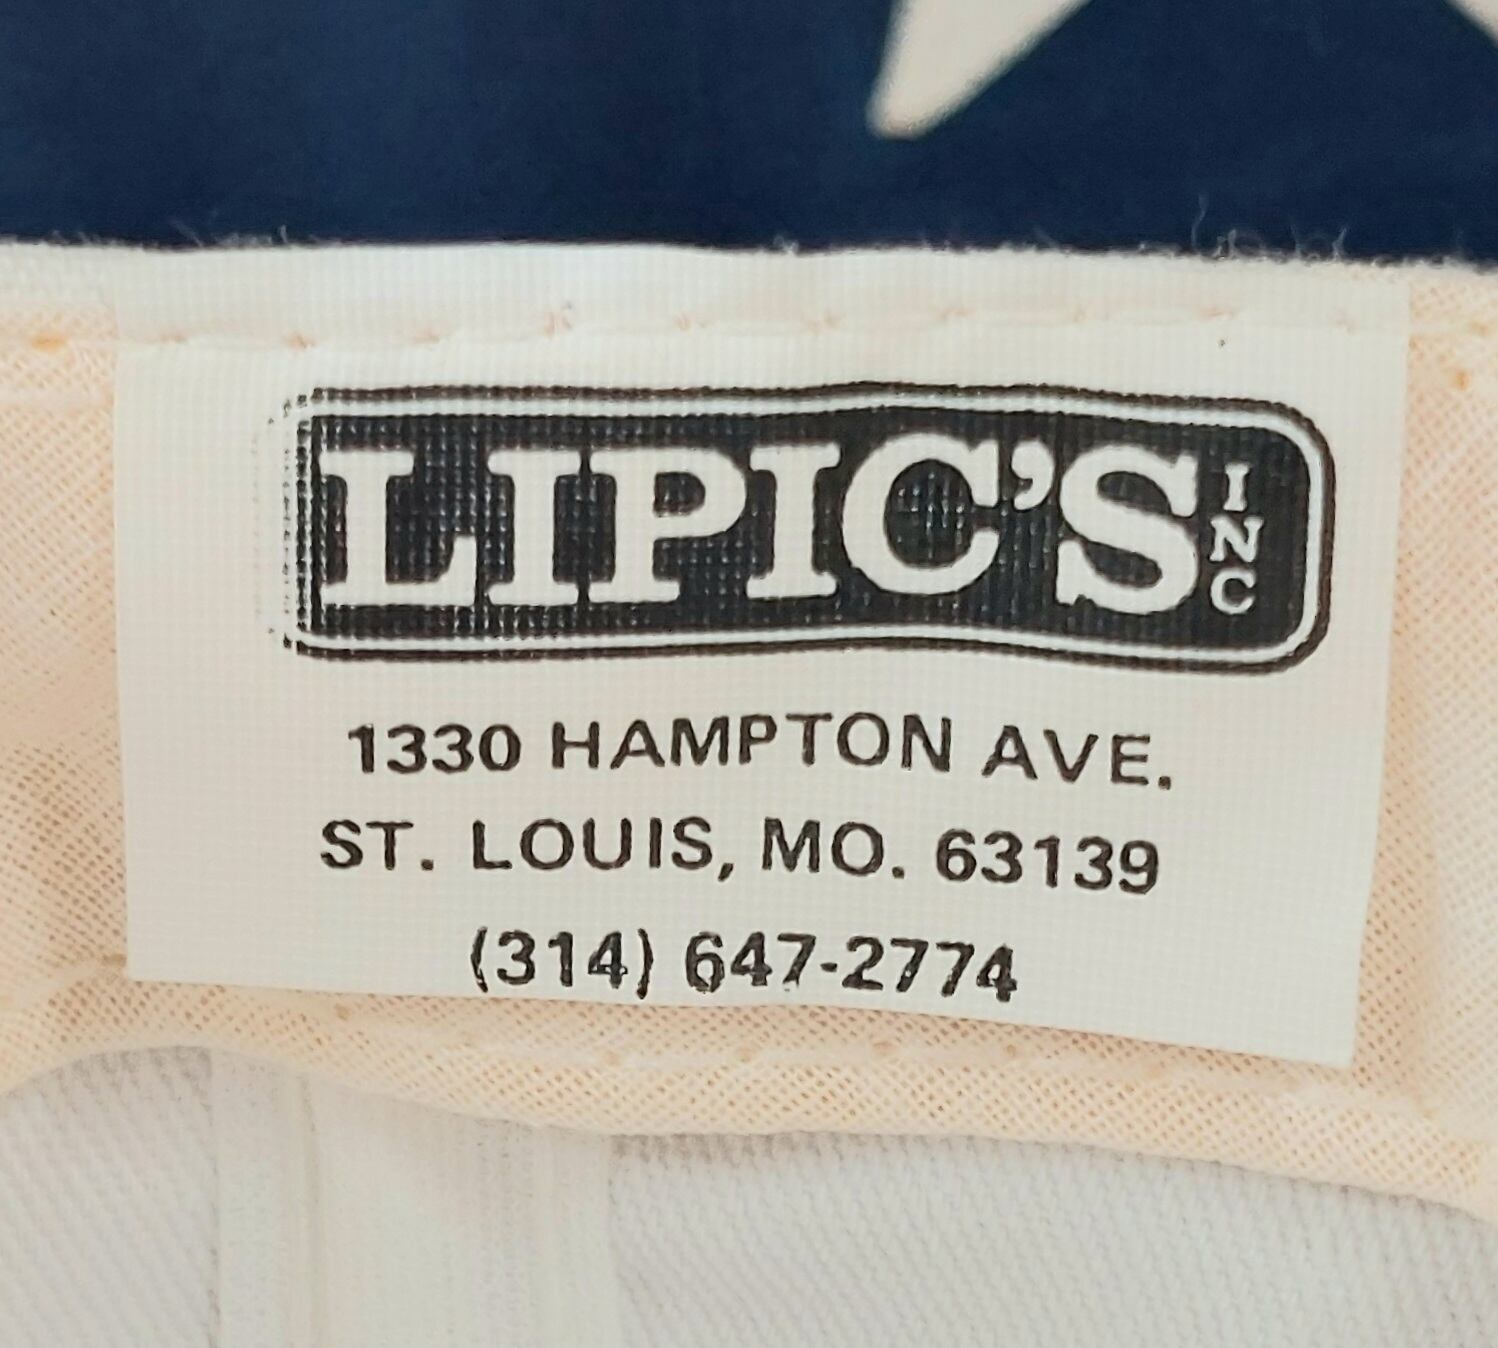 LIPIC'S INC
1330 HAMPTON AVE.
ST. LOUIS, MO. 63139
(314) 647-2774